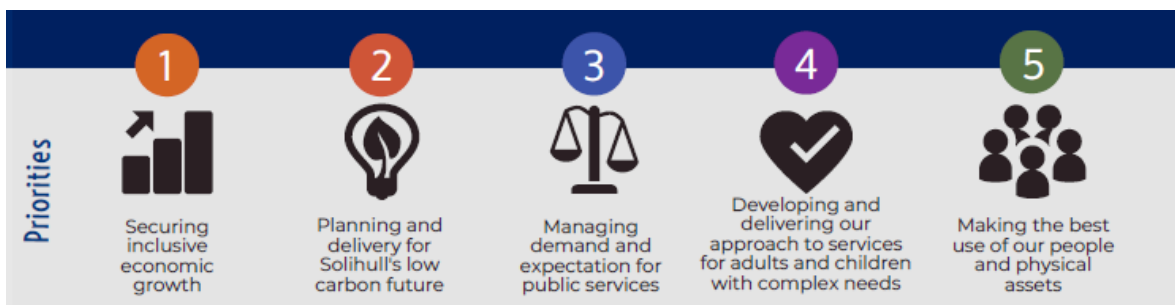 Priorities
1
Securing
inclusive
economic
growth
2
Planning and
delivery for
Solihull's low
carbon future
3
Managing
demand and
expectation for
public services
4
Developing and
delivering our
approach to services
for adults and children
with complex needs
5
Making the best
use of our people
and physical
assets